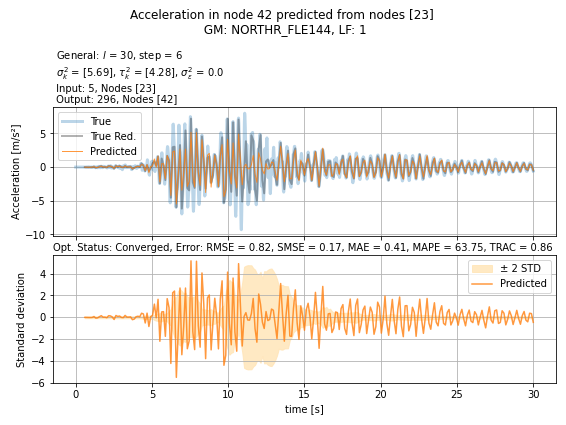 Acceleration in node 42 predicted from nodes [23]
GM: NORTHR_FLE144, LF: 1
General: l = 30, step = 6
σ²ₖ = [5.69], τ²ₖ = [4.28], σ²ε = 0.0
Input: 5, Nodes [23]
Output: 296, Nodes [42]
True
True Red.
Predicted
Acceleration [m/s²]
5
0
−5
−10
Opt. Status: Converged, Error: RMSE = 0.82, SMSE = 0.17, MAE = 0.41, MAPE = 63.75, TRAC = 0.86
± 2 STD
Predicted
Standard deviation
4
2
0
−2
−4
−6
0 5 10 15 20 25 30
time [s]